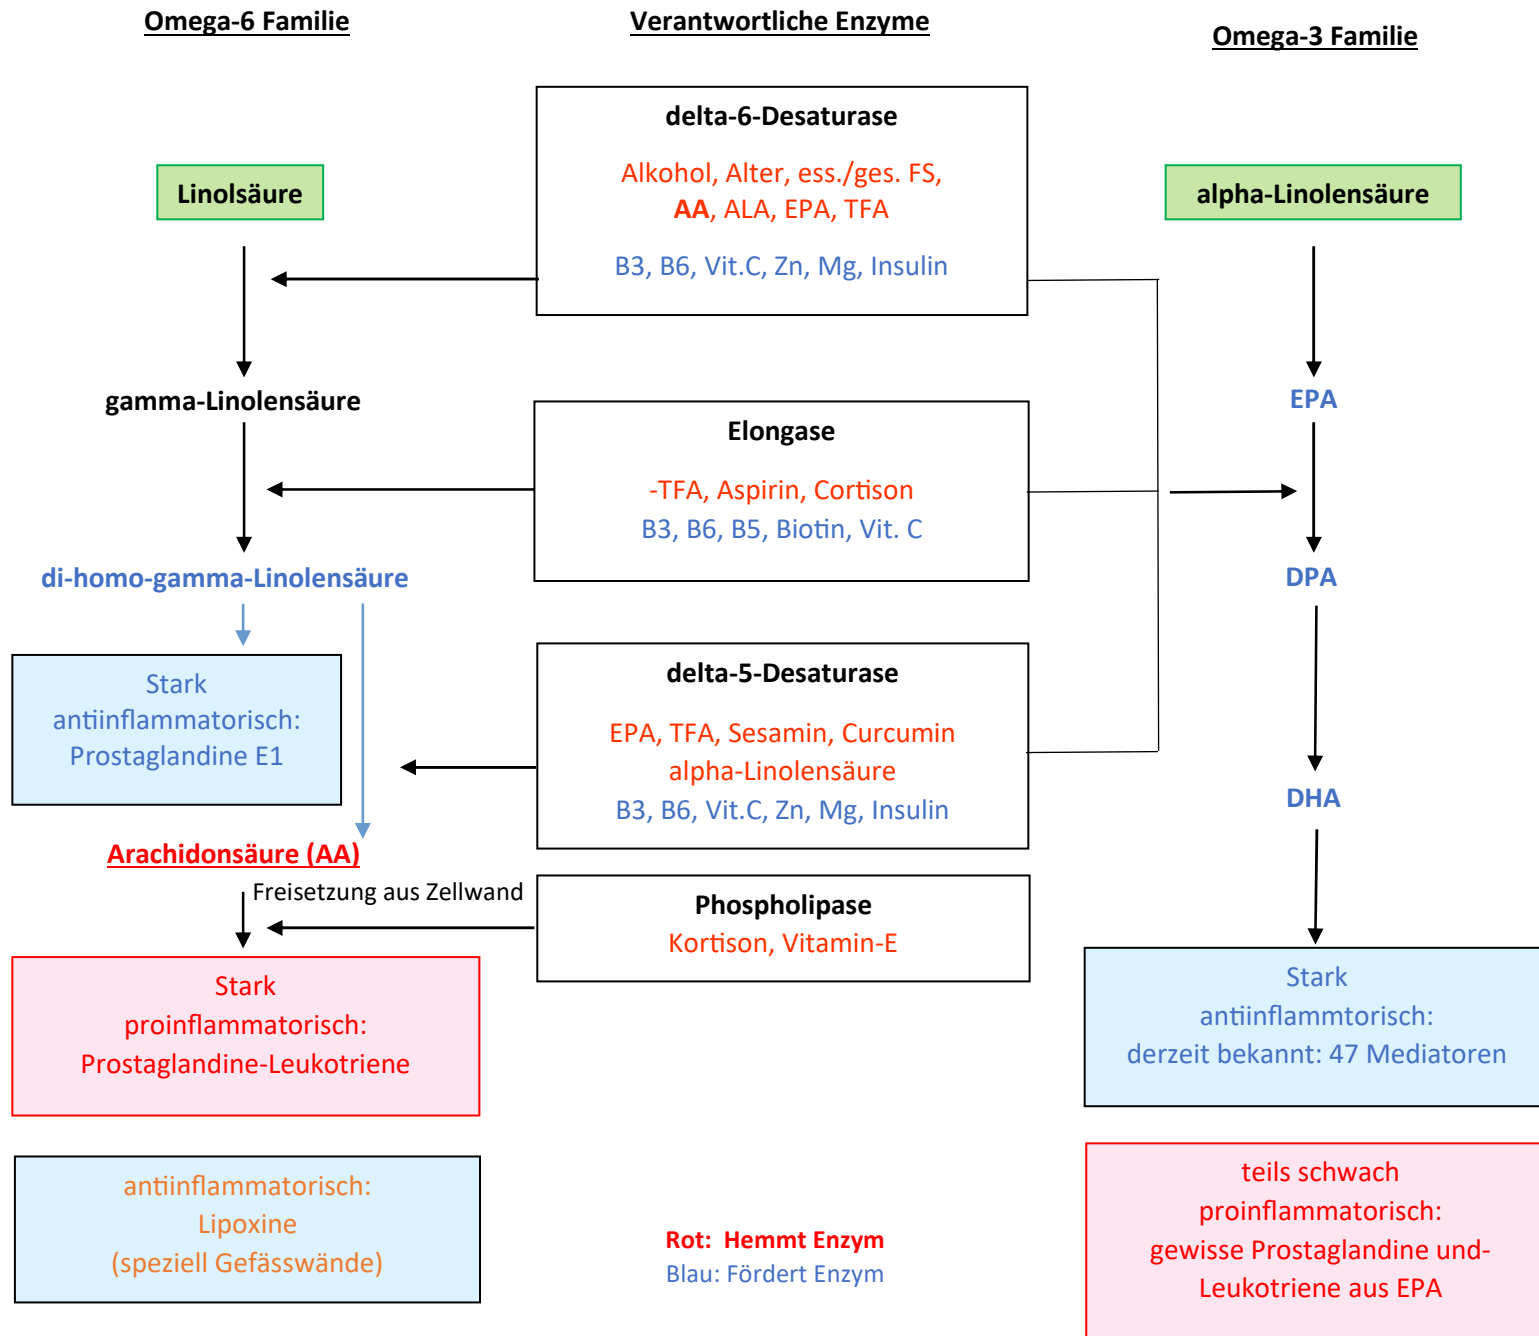 Omega-6 Familie
Verantwortliche Enzyme
Omega-3 Familie
delta-6-Desaturase
Alkohol, Alter, ess./ges. FS,
AA, ALA, EPA, TFA
B3, B6, Vit.C, Zn, Mg, Insulin
Linolsäure
alpha-Linolensäure
gamma-Linolensäure
EPA
Elongase
-TFA, Aspirin, Cortison
B3, B6, B5, Biotin, Vit. C
di-homo-gamma-Linolensäure
DPA
Stark
antiinflammatorisch:
Prostaglandine E1
delta-5-Desaturase
EPA, TFA, Sesamin, Curcumin
alpha-Linolensäure
B3, B6, Vit.C, Zn, Mg, Insulin
DHA
Arachidonsäure (AA)
Freisetzung aus Zellwand
Phospholipase
Kortison, Vitamin-E
Stark
proinflammatorisch:
Prostaglandine-Leukotriene
Stark
antiinflammtorisch:
derzeit bekannt: 47 Mediatoren
antiinflammatorisch:
Lipoxine
(speziell Gefässwände)
Rot: Hemmt Enzym
Blau: Fördert Enzym
teils schwach
proinflammatorisch:
gewisse Prostaglandine und-
Leukotriene aus EPA